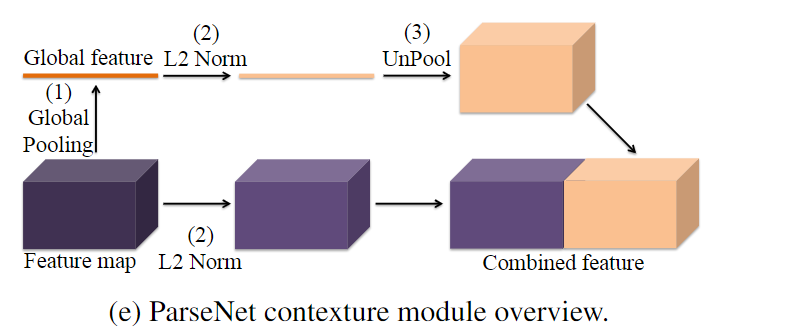 (2)
(3)
Global feature
L2 Norm
UnPool
(1)
Global
Pooling
(2)
Feature map
L2 Norm
Combined feature
(e) ParseNet contexture module overview.